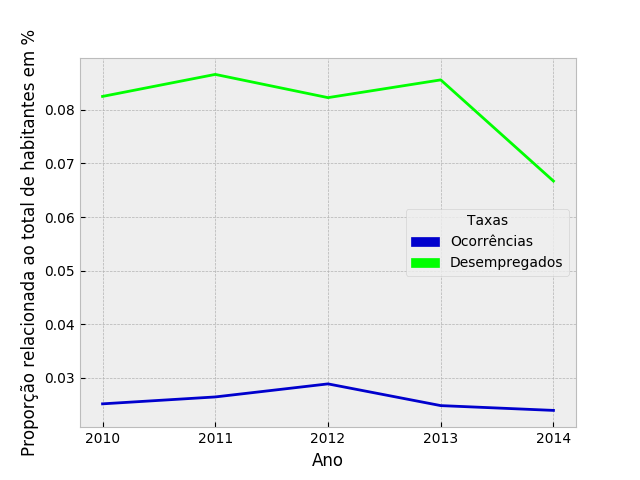 Proporção relacionada ao total de habitantes em %
0.08
0.07
0.06
0.05
0.04
0.03
Taxas
Ocorrências
Desempregados
2010 2011 2012 2013 2014
Ano